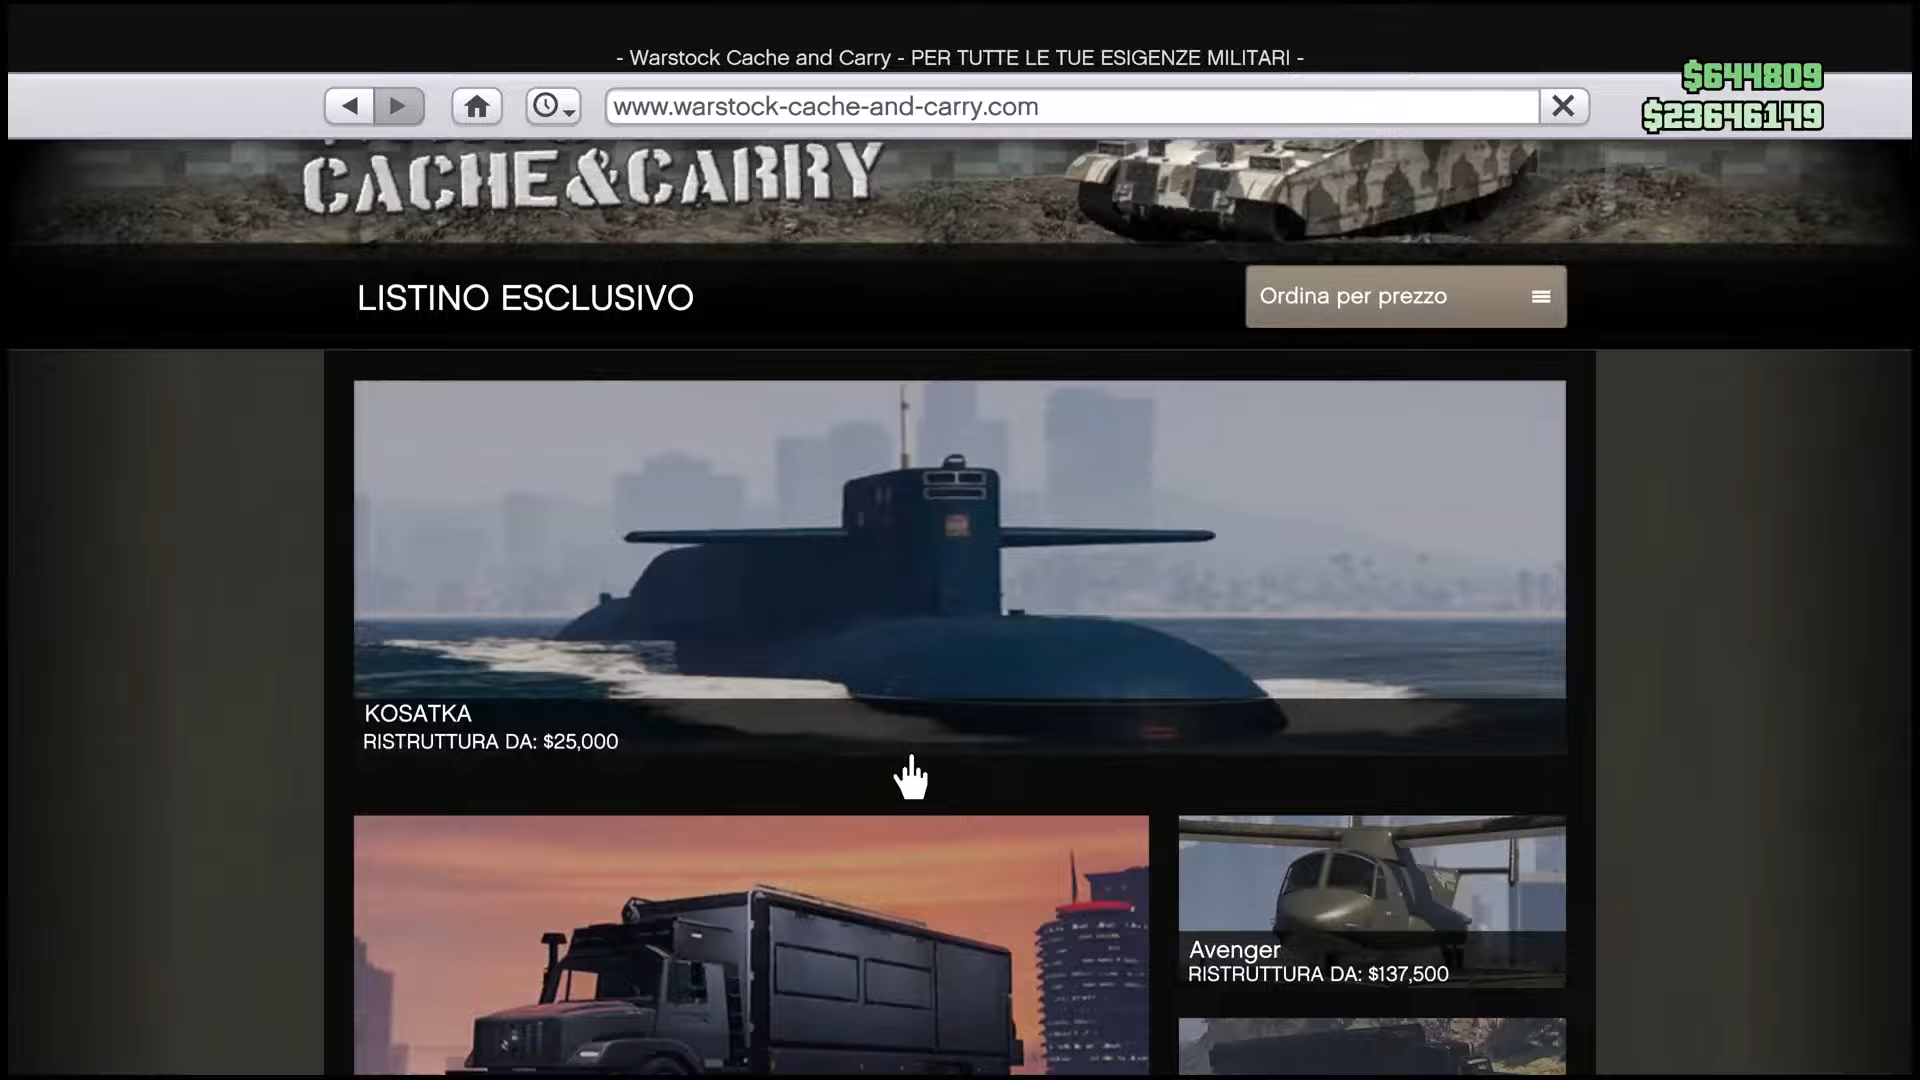 - Warstock Cache and Carry - PER TUTTE LE TUE ESIGENZE MILITARI -
$644809
www.warstock-cache-and-carry.com
$23646149
CACHE&CARRY
LISTINO ESCLUSIVO
Ordina per prezzo
KOSATKA
RISTRUTTURA DA: $25,000
Avenger
RISTRUTTURA DA: $137,500